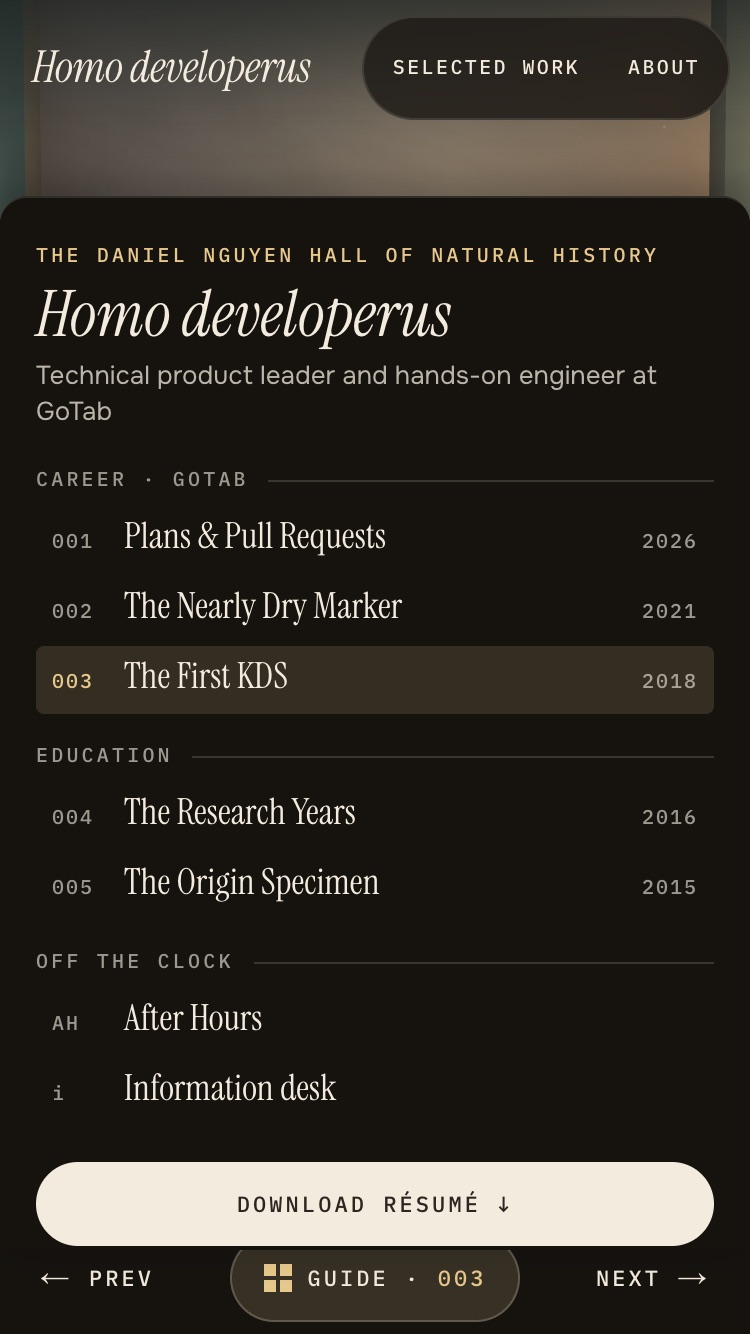 Homo developerus
SELECTED WORK ABOUT
THE DANIEL NGUYEN HALL OF NATURAL HISTORY
Homo developerus
Technical product leader and hands-on engineer at
GoTab
CAREER · GOTAB
001 Plans & Pull Requests 2026
002 The Nearly Dry Marker 2021
003 The First KDS 2018
EDUCATION
004 The Research Years 2016
005 The Origin Specimen 2015
OFF THE CLOCK
AH After Hours
i Information desk
DOWNLOAD RÉSUMÉ ↓
← PREV GUIDE · 003 NEXT →